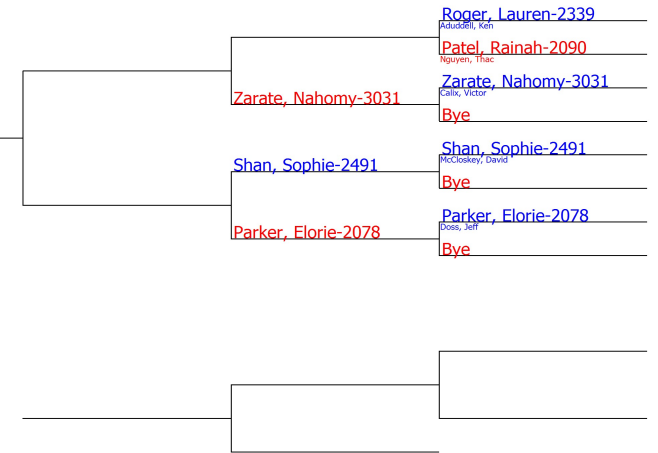 Roger, Lauren-2339
Aduddell, Ken
Patel, Rainah-2090
Nguyen, Thac
Zarate, Nahomy-3031
Calix, Victor
Zarate, Nahomy-3031
Bye
Shan, Sophie-2491
McCloskey, David
Shan, Sophie-2491
Bye
Parker, Elorie-2078
Doss, Jeff
Parker, Elorie-2078
Bye